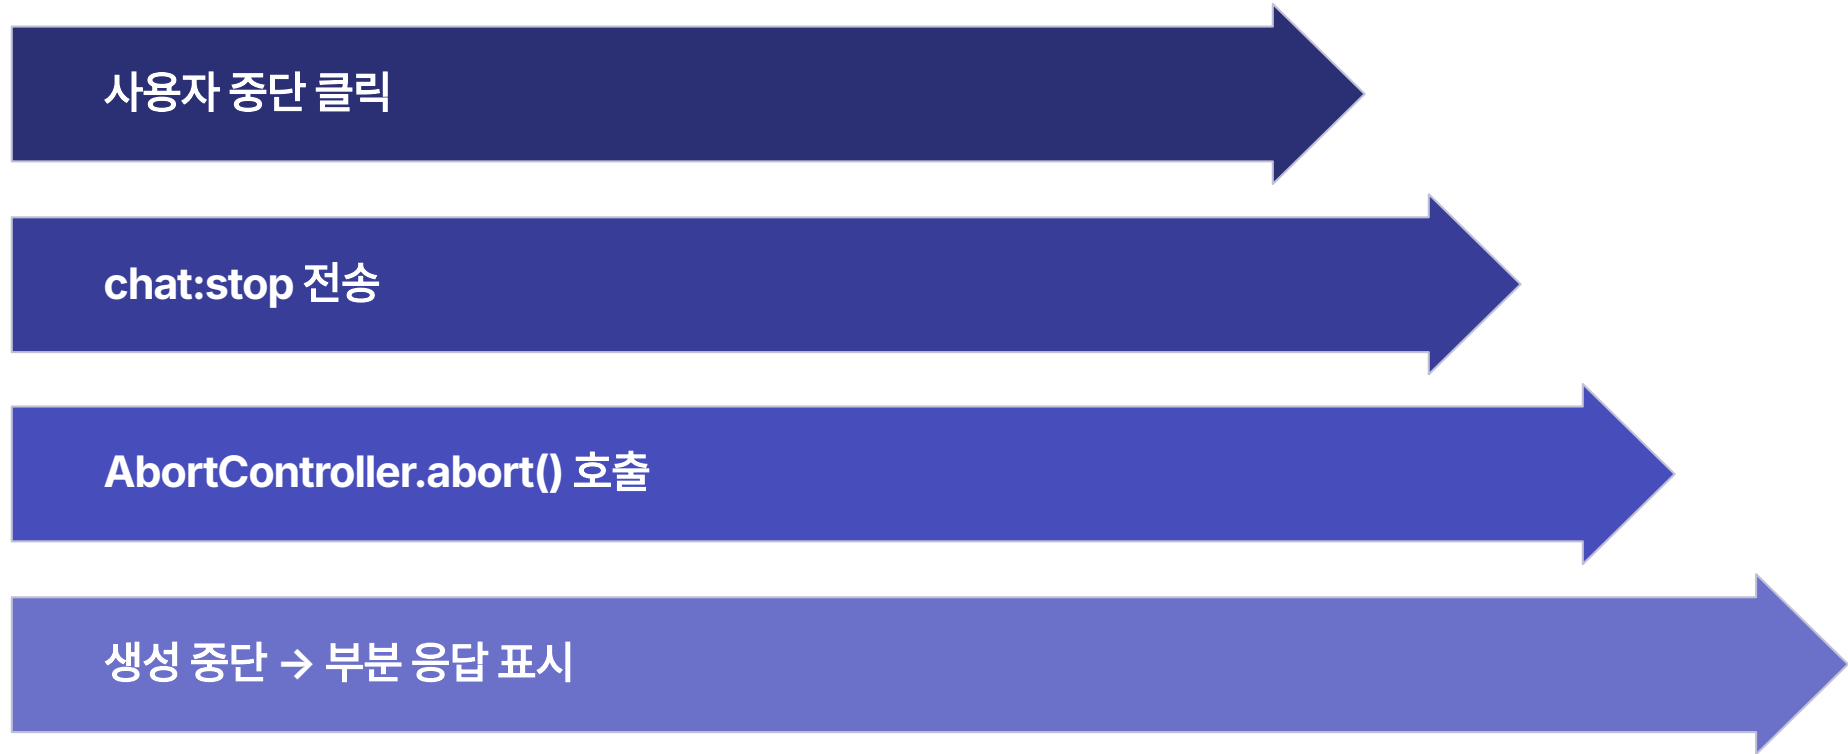 사용자 중단 클릭
chat:stop 전송
AbortController.abort() 호출
생성 중단 → 부분 응답 표시